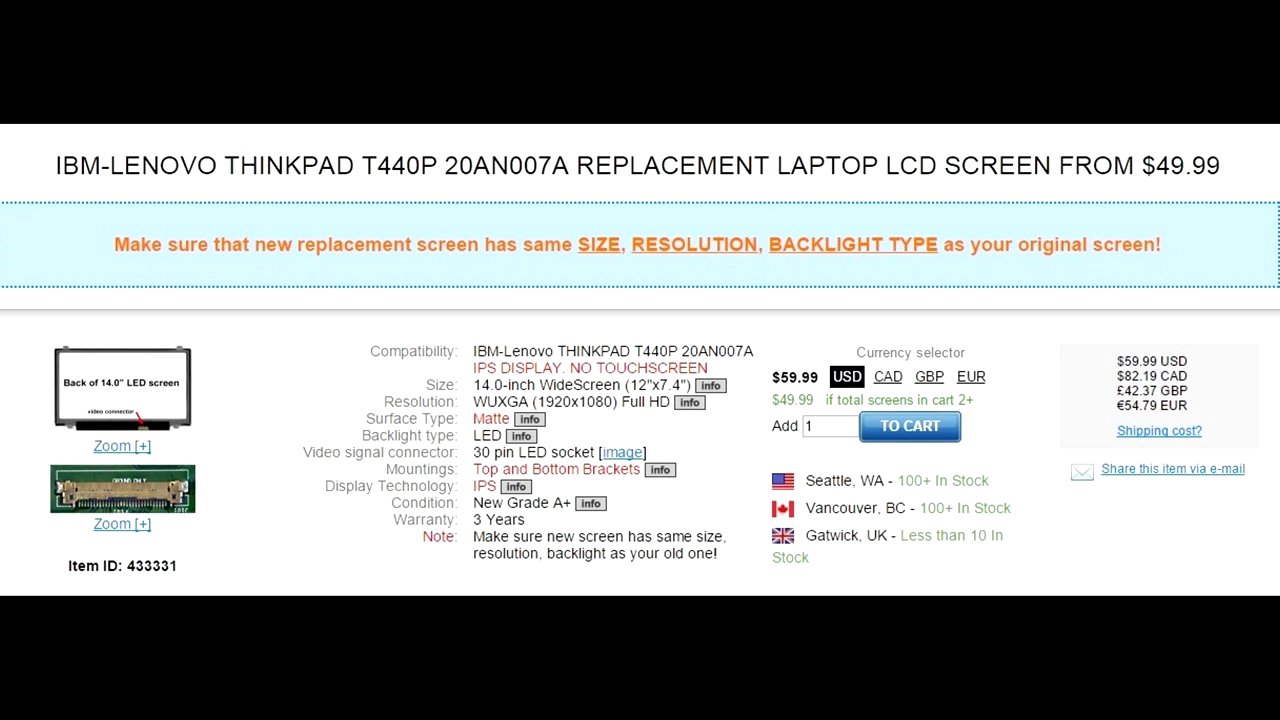 IBM-LENOVO THINKPAD T440P 20AN007A REPLACEMENT LAPTOP LCD SCREEN FROM $49.99
Make sure that new replacement screen has same SIZE, RESOLUTION, BACKLIGHT TYPE as your original screen!
Back of 14.0" LED screen
video connector
Zoom [+]
GROUND ONLY
Zoom [+]
Item ID: 433331
Compatibility: IBM-Lenovo THINKPAD T440P 20AN007A
IPS DISPLAY. NO TOUCHSCREEN
Size: 14.0-inch WideScreen (12"x7.4") info
Resolution: WUXGA (1920x1080) Full HD info
Surface Type: Matte info
Backlight type: LED info
Video signal connector: 30 pin LED socket [image]
Mountings: Top and Bottom Brackets info
Display Technology: IPS info
Condition: New Grade A+ info
Warranty: 3 Years
Note: Make sure new screen has same size,
resolution, backlight as your old one!
Currency selector
$59.99 USD CAD GBP EUR
$49.99 if total screens in cart 2+
Add 1 TO CART
Seattle, WA - 100+ In Stock
Vancouver, BC - 100+ In Stock
Gatwick, UK - Less than 10 In
Stock
$59.99 USD
$82.19 CAD
£42.37 GBP
€54.79 EUR
Shipping cost?
Share this item via e-mail